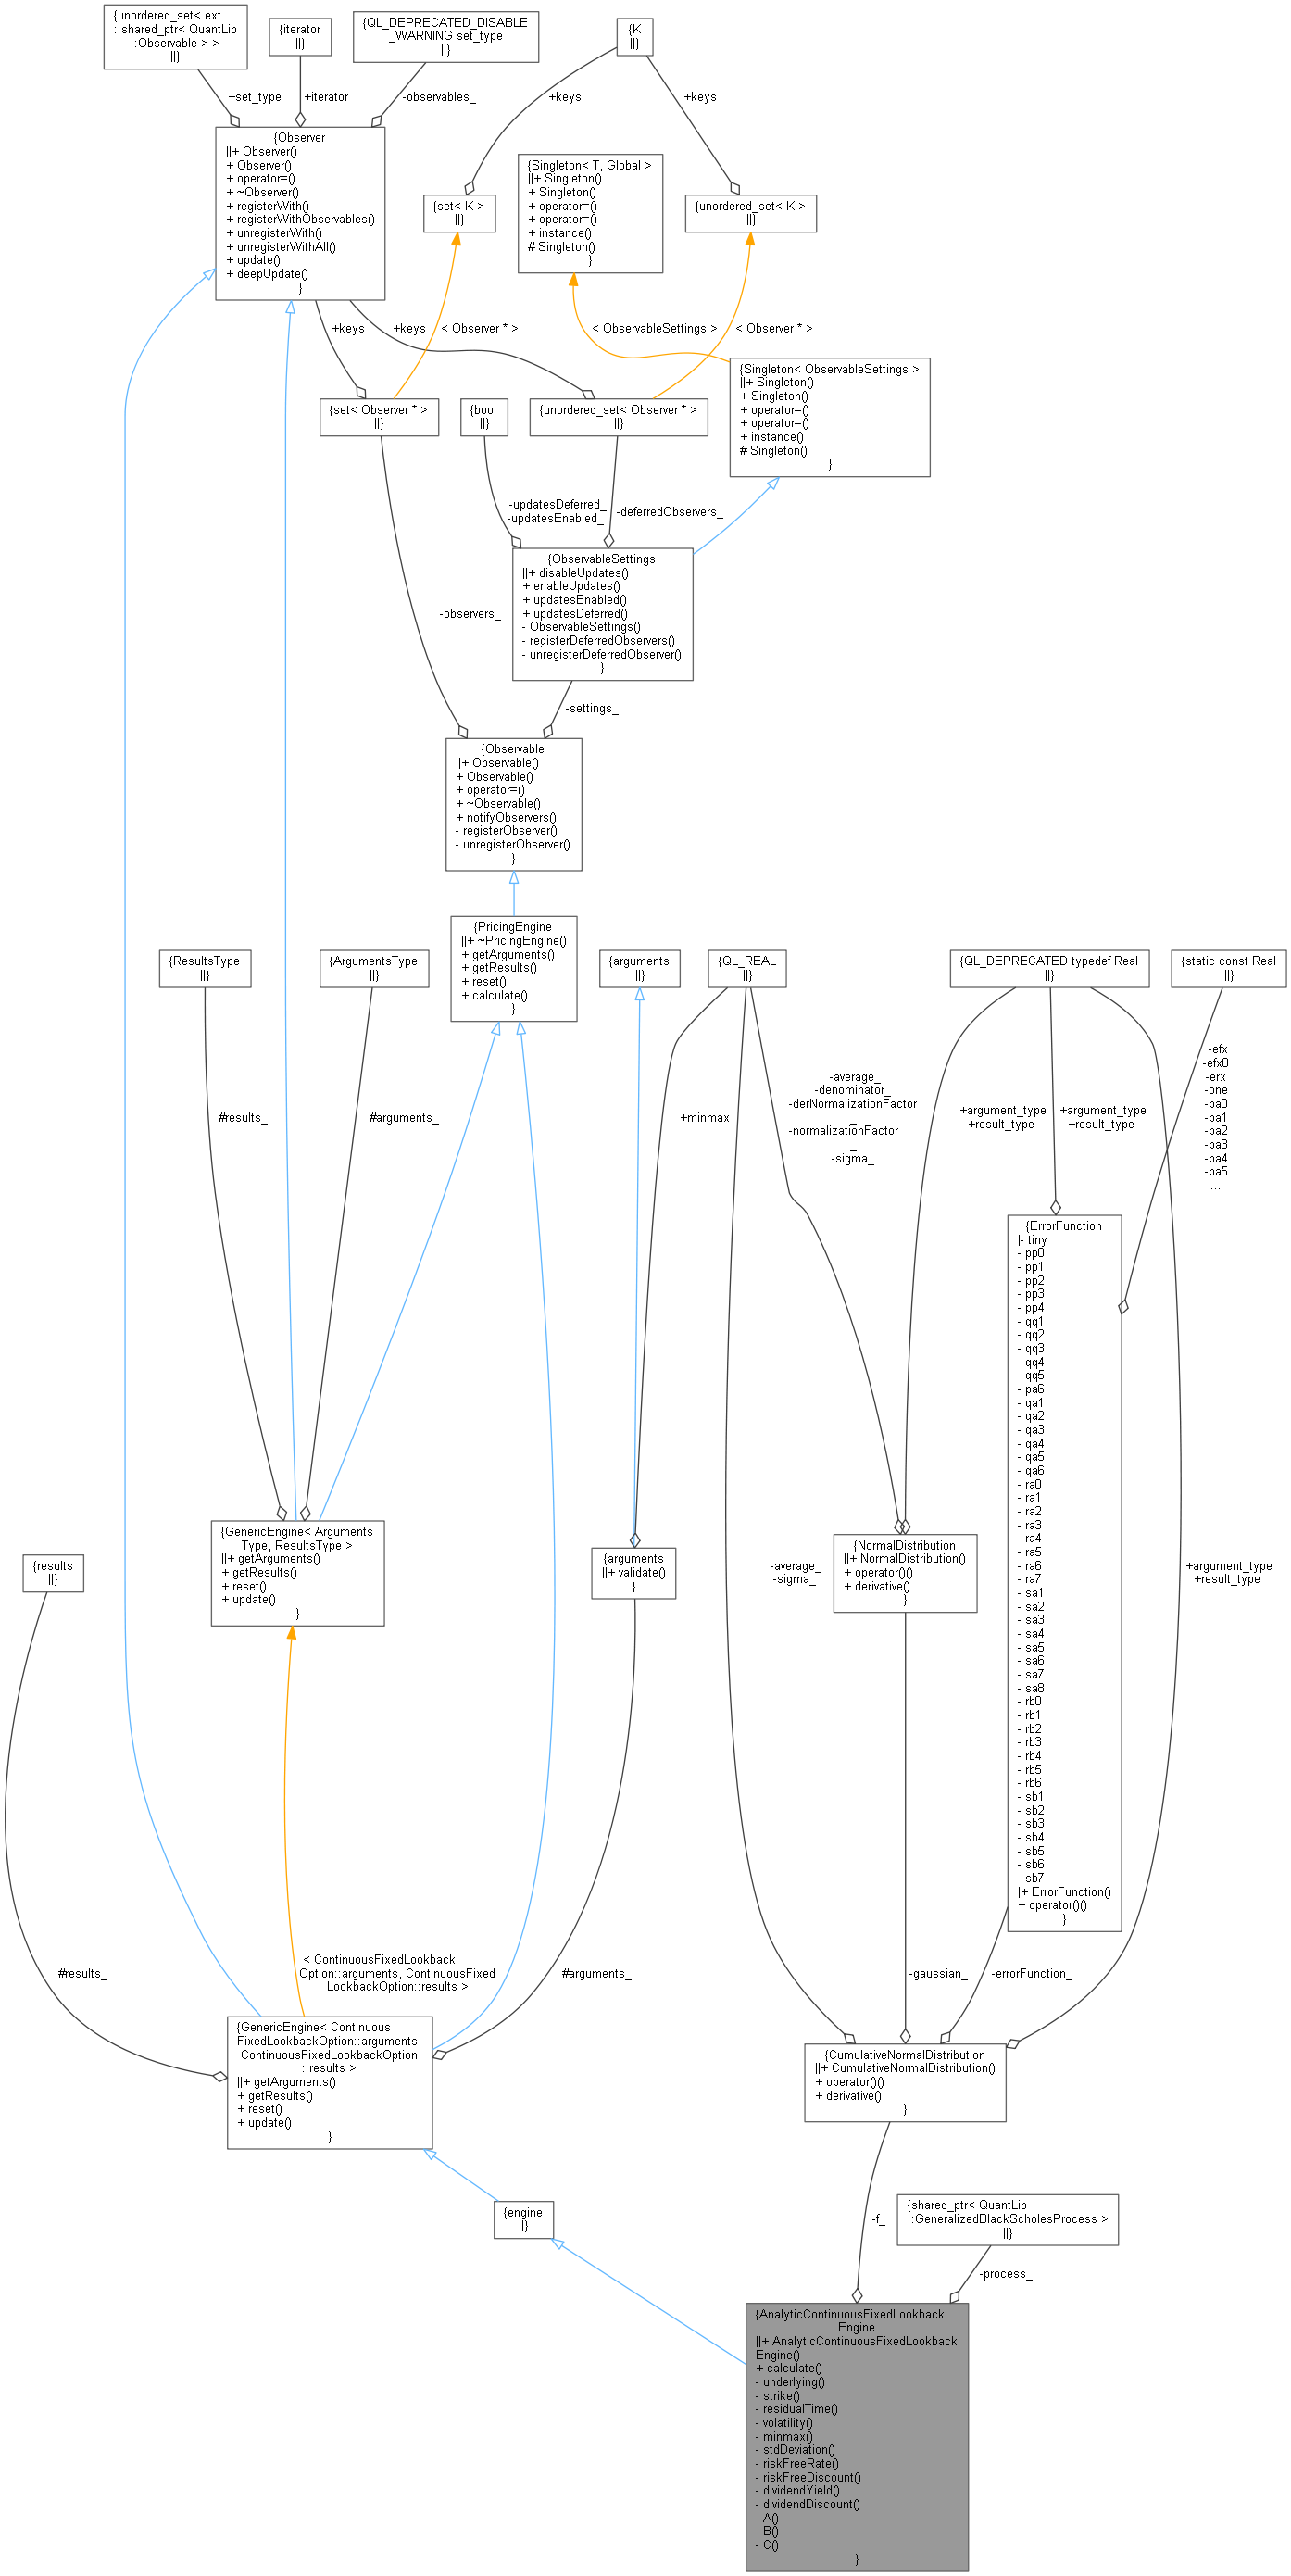 {unordered_set< ext
::shared_ptr< QuantLib
::Observable > >
||}
{iterator
||}
{QL_DEPRECATED_DISABLE
_WARNING set_type
||}
{K
||}
+set_type
+iterator
-observables_
+keys
+keys
{Observer
||+ Observer()
+ Observer()
+ operator=()
+ ~Observer()
+ registerWith()
+ registerWithObservables()
+ unregisterWith()
+ unregisterWithAll()
+ update()
+ deepUpdate()
}
{set< K >
||}
{Singleton< T, Global >
||+ Singleton()
+ Singleton()
+ operator=()
+ operator=()
+ instance()
# Singleton()
}
{unordered_set< K >
||}
+keys
+keys
< Observer * >
< ObservableSettings >
< Observer * >
{set< Observer * >
||}
{bool
||}
{unordered_set< Observer * >
||}
{Singleton< ObservableSettings >
||+ Singleton()
+ Singleton()
+ operator=()
+ operator=()
+ instance()
# Singleton()
}
-updatesDeferred_
-updatesEnabled_
-deferredObservers_
{ObservableSettings
||+ disableUpdates()
+ enableUpdates()
+ updatesEnabled()
+ updatesDeferred()
- ObservableSettings()
- registerDeferredObservers()
- unregisterDeferredObserver()
}
-observers_
-settings_
{Observable
||+ Observable()
+ Observable()
+ operator=()
+ ~Observable()
+ notifyObservers()
- registerObserver()
- unregisterObserver()
}
{PricingEngine
||+ ~PricingEngine()
+ getArguments()
+ getResults()
+ reset()
+ calculate()
}
{ResultsType
||}
{ArgumentsType
||}
{arguments
||}
{QL_REAL
||}
{QL_DEPRECATED typedef Real
||}
{static const Real
||}
#results_
#arguments_
+minmax
-average_
-denominator_
-derNormalizationFactor
_
-normalizationFactor
_
-sigma_
+argument_type
+result_type
+argument_type
+result_type
-efx
-efx8
-erx
-one
-pa0
-pa1
-pa2
-pa3
-pa4
-pa5
...
{ErrorFunction
|- tiny
- pp0
- pp1
- pp2
- pp3
- pp4
- qq1
- qq2
- qq3
- qq4
- qq5
- pa6
- qa1
- qa2
- qa3
- qa4
- qa5
- qa6
- ra0
- ra1
- ra2
- ra3
- ra4
- ra5
- ra6
- ra7
- sa1
- sa2
- sa3
- sa4
- sa5
- sa6
- sa7
- sa8
- rb0
- rb1
- rb2
- rb3
- rb4
- rb5
- rb6
- sb1
- sb2
- sb3
- sb4
- sb5
- sb6
- sb7
|+ ErrorFunction()
+ operator()()
}
{GenericEngine< Arguments
Type, ResultsType >
||+ getArguments()
+ getResults()
+ reset()
+ update()
}
{results
||}
{arguments
||+ validate()
}
-average_
-sigma_
{NormalDistribution
||+ NormalDistribution()
+ operator()()
+ derivative()
}
+argument_type
+result_type
#results_
< ContinuousFixedLookback
Option::arguments, ContinuousFixed
LookbackOption::results >
#arguments_
-gaussian_
-errorFunction_
{GenericEngine< Continuous
FixedLookbackOption::arguments,
ContinuousFixedLookbackOption
::results >
||+ getArguments()
+ getResults()
+ reset()
+ update()
}
{CumulativeNormalDistribution
||+ CumulativeNormalDistribution()
+ operator()()
+ derivative()
}
{engine
||}
-f_
{shared_ptr< QuantLib
::GeneralizedBlackScholesProcess >
||}
-process_
{AnalyticContinuousFixedLookback
Engine
||+ AnalyticContinuousFixedLookback
Engine()
+ calculate()
- underlying()
- strike()
- residualTime()
- volatility()
- minmax()
- stdDeviation()
- riskFreeRate()
- riskFreeDiscount()
- dividendYield()
- dividendDiscount()
- A()
- B()
- C()
}